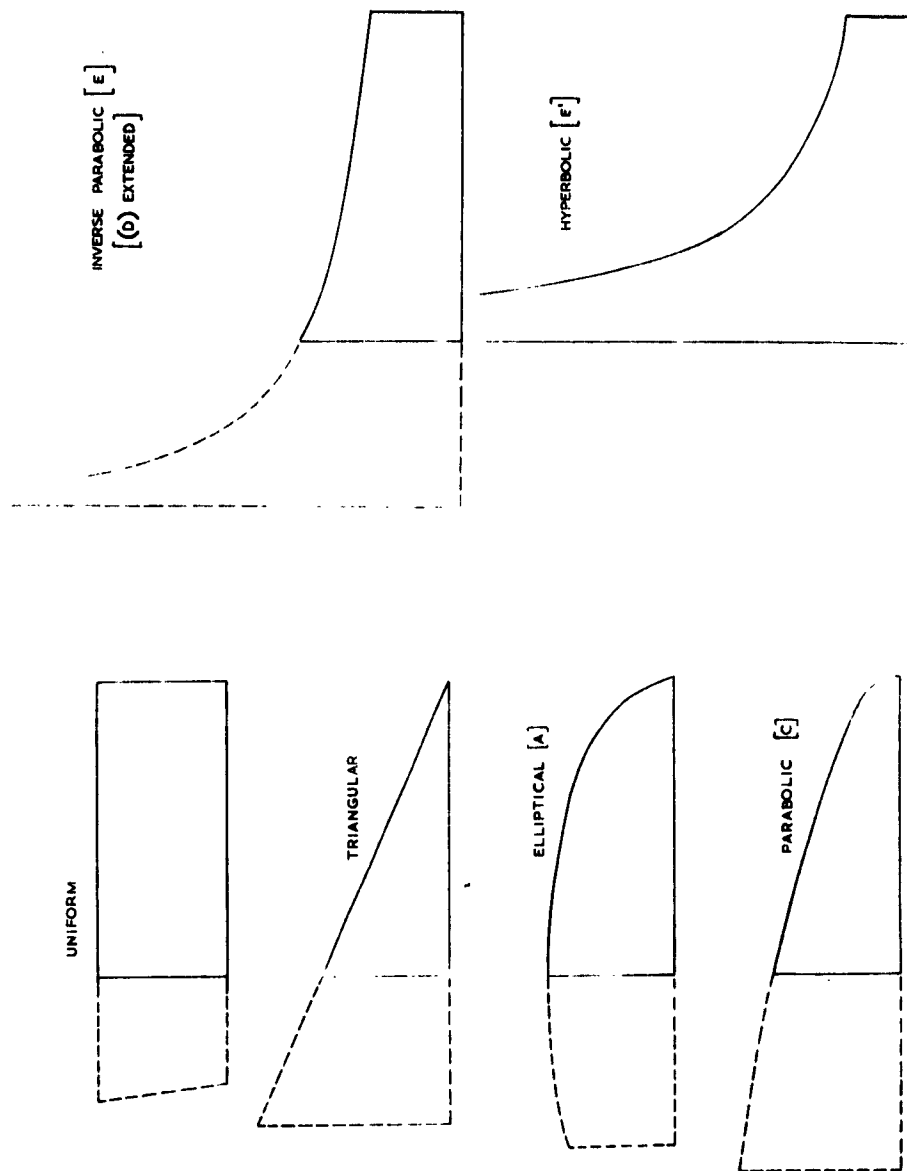 UNIFORM
TRIANGULAR
ELLIPTICAL [A]
PARABOLIC [C]
INVERSE PARABOLIC [E]
[(D) EXTENDED]
HYPERBOLIC [E']